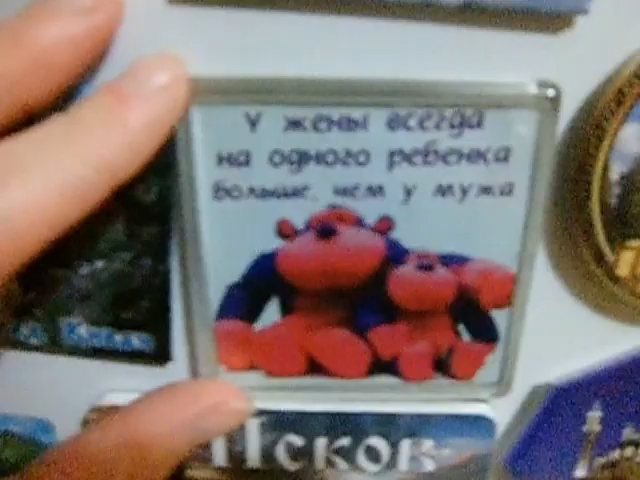 У жены всегда
на одного ребенка
больше, чем у мужа
Псков